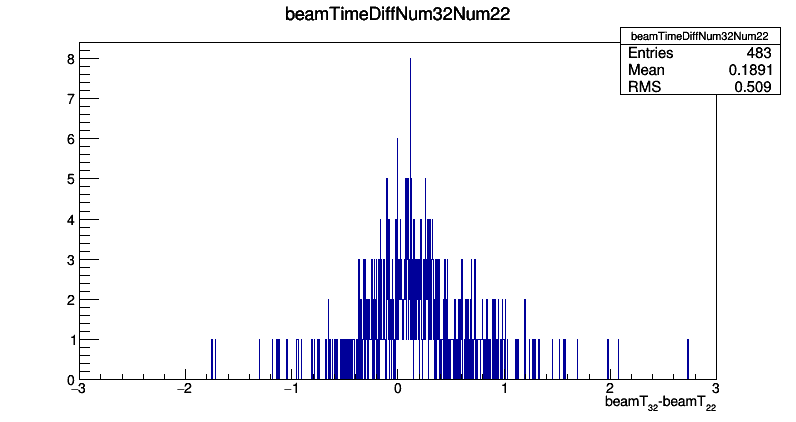 beamTimeDiffNum32Num22
beamTimeDiffNum32Num22
Entries 483
Mean 0.1891
RMS 0.509
8
7
6
5
4
3
2
1
0
−3 −2 −1 0 1 2 3
beamT32-beamT22